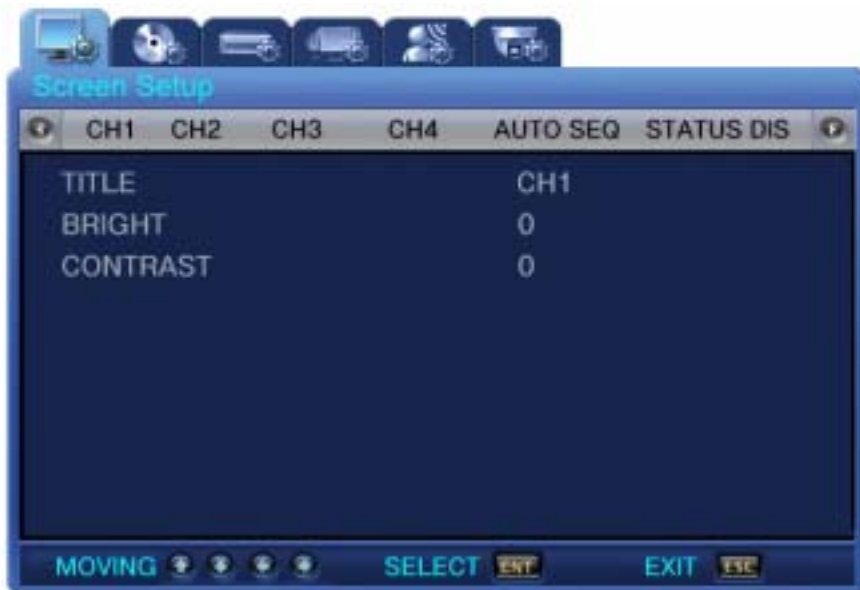 Screen Setup
CH1 CH2 CH3 CH4 AUTO SEQ STATUS DIS
TITLE CH1
BRIGHT 0
CONTRAST 0
MOVING SELECT ENT EXIT ESC